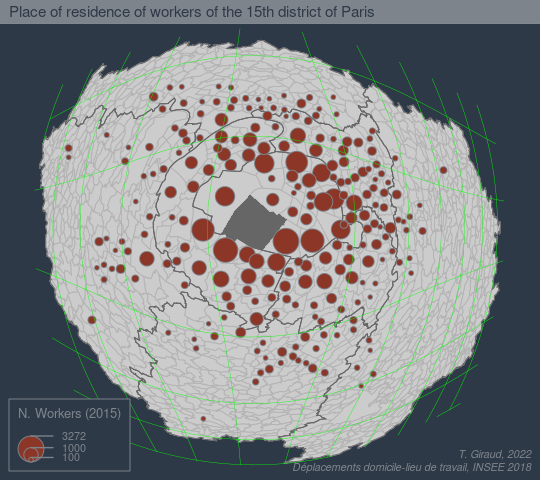 Place of residence of workers of the 15th district of Paris
N. Workers (2015)
3272
1000
100
T. Giraud, 2022
Déplacements domicile-lieu de travail, INSEE 2018